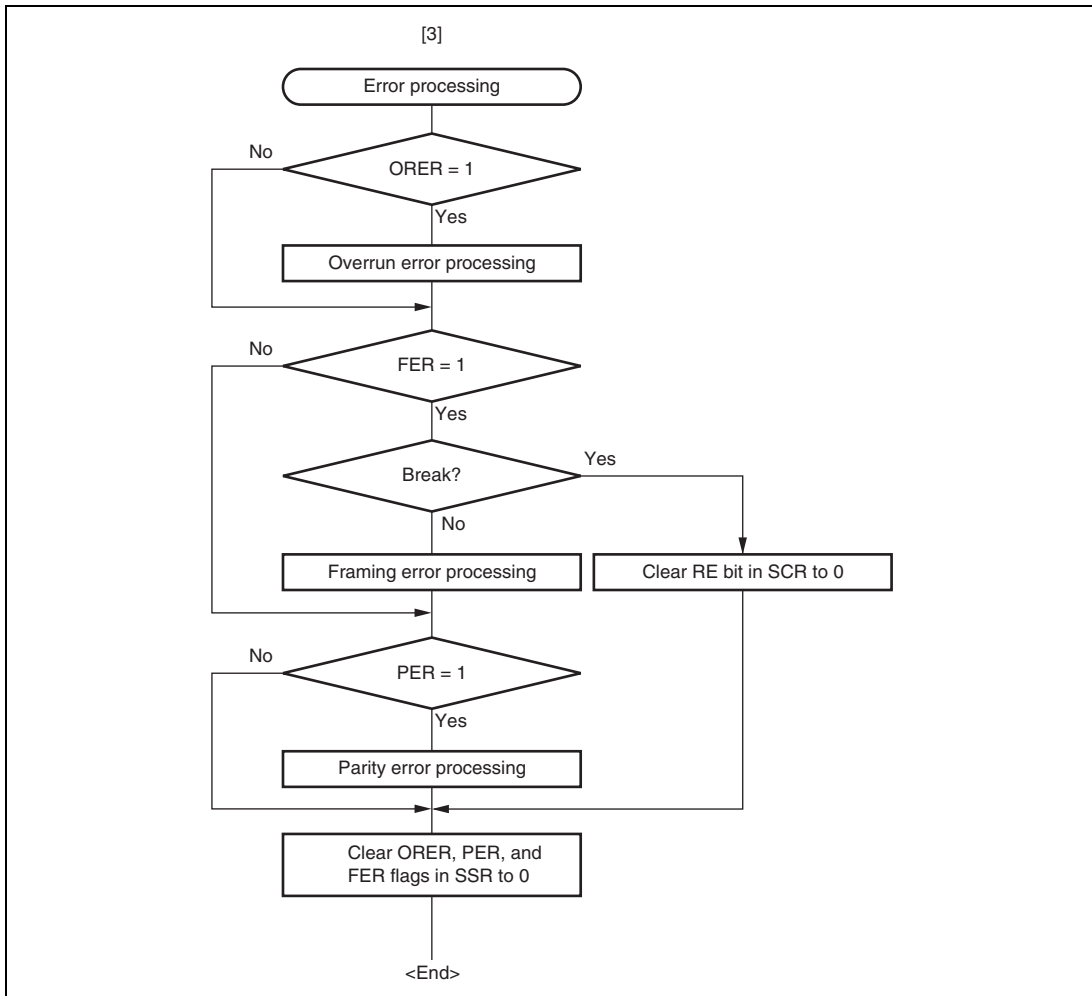 [3]
Error processing
No
ORER = 1
Yes
Overrun error processing
No
FER = 1
Yes
Break?
Yes
No
Framing error processing
Clear RE bit in SCR to 0
No
PER = 1
Yes
Parity error processing
Clear ORER, PER, and
FER flags in SSR to 0
<End>